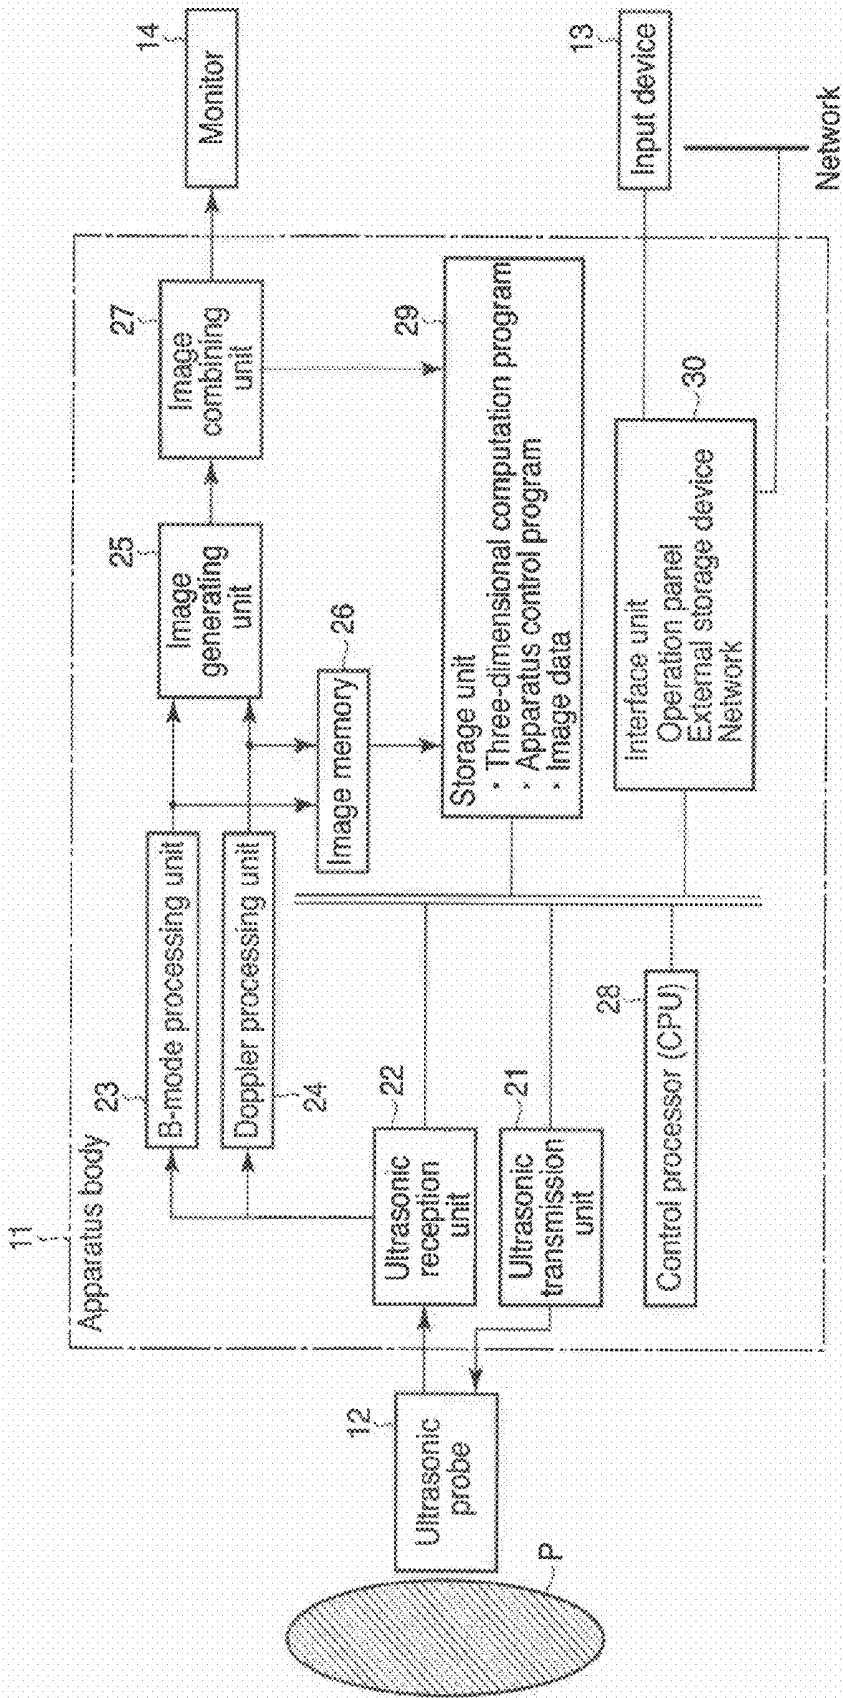 11
Apparatus body
P
12
Ultrasonic
probe
22
Ultrasonic
reception
unit
21
Ultrasonic
transmission
unit
23
B-mode processing unit
Doppler processing unit
24
28
Control processor (CPU)
25
Image
generating
unit
26
Image memory
27
Image
combining
unit
14
Monitor
29
Storage unit
· Three-dimensional computation program
· Apparatus control program
· Image data
30
Interface unit
Operation panel
External storage device
Network
13
Input device
Network